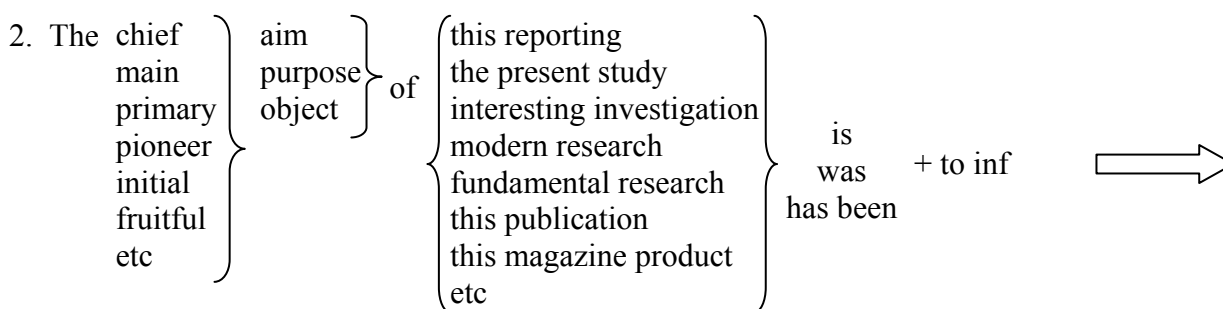 2. The chief aim this reporting
main purpose of the present study
primary object interesting investigation
pioneer modern research is
initial fundamental research was + to inf
fruitful this publication has been
etc this magazine product
etc